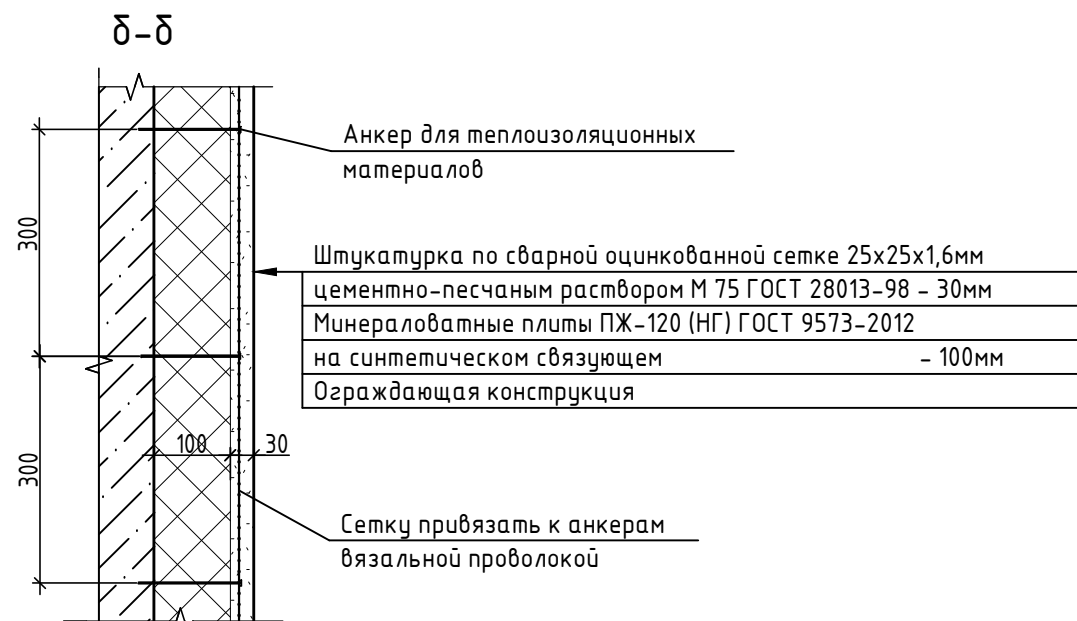 δ-δ
Анкер для теплоизоляционных
материалов
300
Штукатурка по сварной оцинкованной сетке 25х25х1,6мм
цементно-песчаным раствором М 75 ГОСТ 28013-98 - 30мм
Минераловатные плиты ПЖ-120 (НГ) ГОСТ 9573-2012
на синтетическом связующем - 100мм
Ограждающая конструкция
100
30
300
Сетку привязать к анкерам
вязальной проволокой